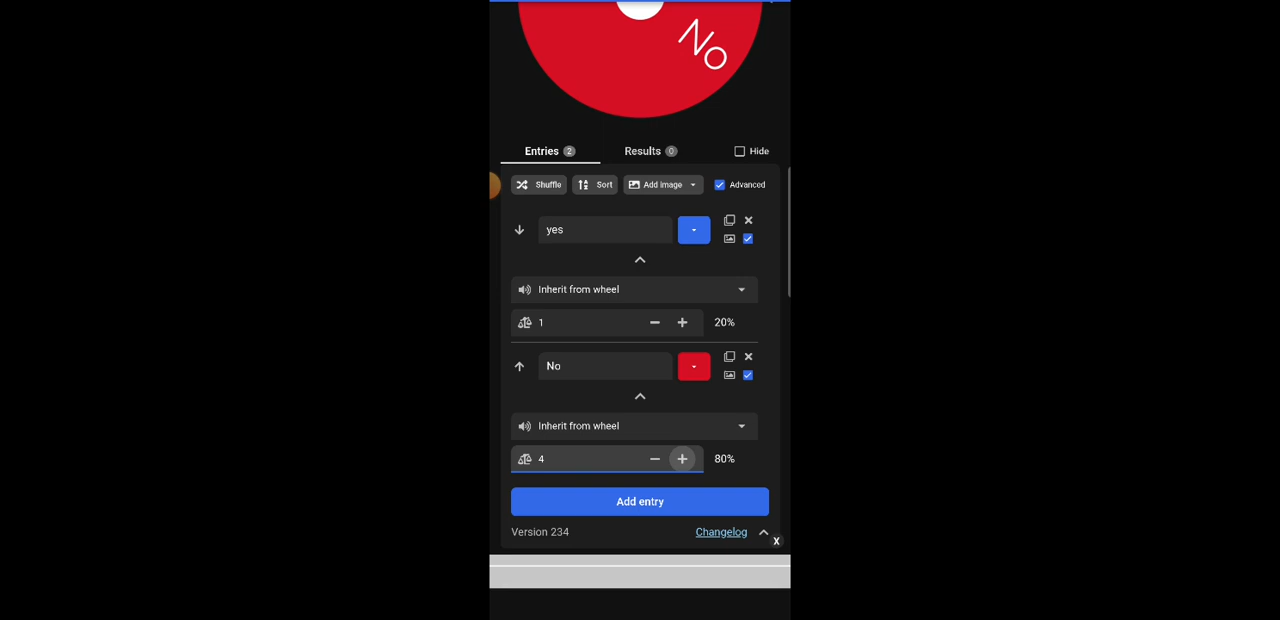 No
Entries 2 Results 0 Hide
Shuffle Sort Add image Advanced
yes
Inherit from wheel
1 20%
No
Inherit from wheel
4 80%
Add entry
Version 234 Changelog
X